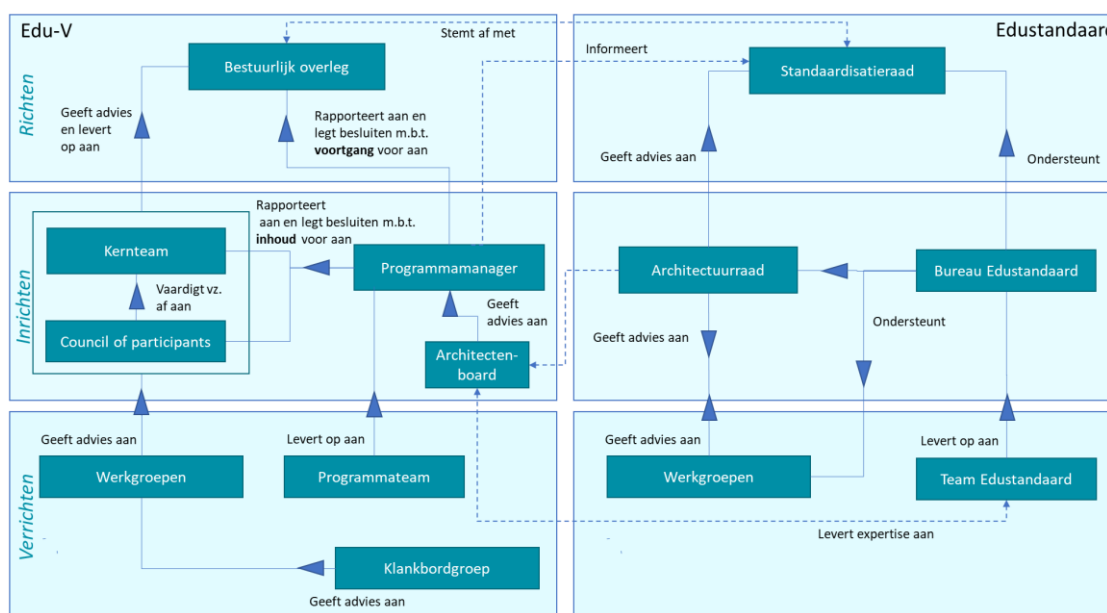 Edu-V
Edustandaard
Stemt af met
Informeert
Richten
Bestuurlijk overleg
Standaardisatieraad
Geeft advies
en levert
op aan
Rapporteert aan en
legt besluiten m.b.t.
voortgang voor aan
Geeft advies aan
Ondersteunt
Inrichten
Rapporteert
aan en legt besluiten m.b.t.
inhoud voor aan
Kernteam
Vaardigt vz.
af aan
Council of participants
Programmamanager
Geeft
advies aan
Architecten-
board
Architectuurraad
Bureau Edustandaard
Geeft advies aan
Ondersteunt
Verrichten
Geeft advies aan
Werkgroepen
Levert op aan
Programmateam
Geeft advies aan
Werkgroepen
Levert op aan
Team Edustandaard
Levert expertise aan
Klankbordgroep
Geeft advies aan